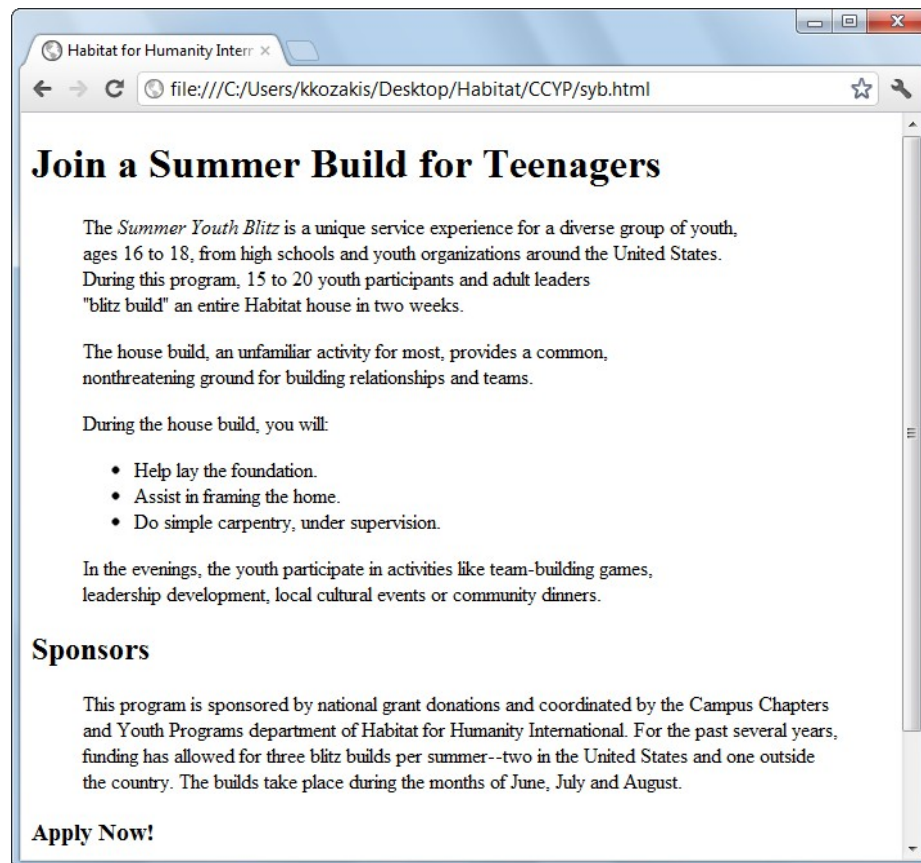 Habitat for Humanity Intern
file:///C:/Users/kkozakis/Desktop/Habitat/CCYP/syb.html
Join a Summer Build for Teenagers
The Summer Youth Blitz is a unique service experience for a diverse group of youth,
ages 16 to 18, from high schools and youth organizations around the United States.
During this program, 15 to 20 youth participants and adult leaders
"blitz build" an entire Habitat house in two weeks.
The house build, an unfamiliar activity for most, provides a common,
nonthreatening ground for building relationships and teams.
During the house build, you will:
• Help lay the foundation.
• Assist in framing the home.
• Do simple carpentry, under supervision.
In the evenings, the youth participate in activities like team-building games,
leadership development, local cultural events or community dinners.
Sponsors
This program is sponsored by national grant donations and coordinated by the Campus Chapters
and Youth Programs department of Habitat for Humanity International. For the past several years,
funding has allowed for three blitz builds per summer--two in the United States and one outside
the country. The builds take place during the months of June, July and August.
Apply Now!